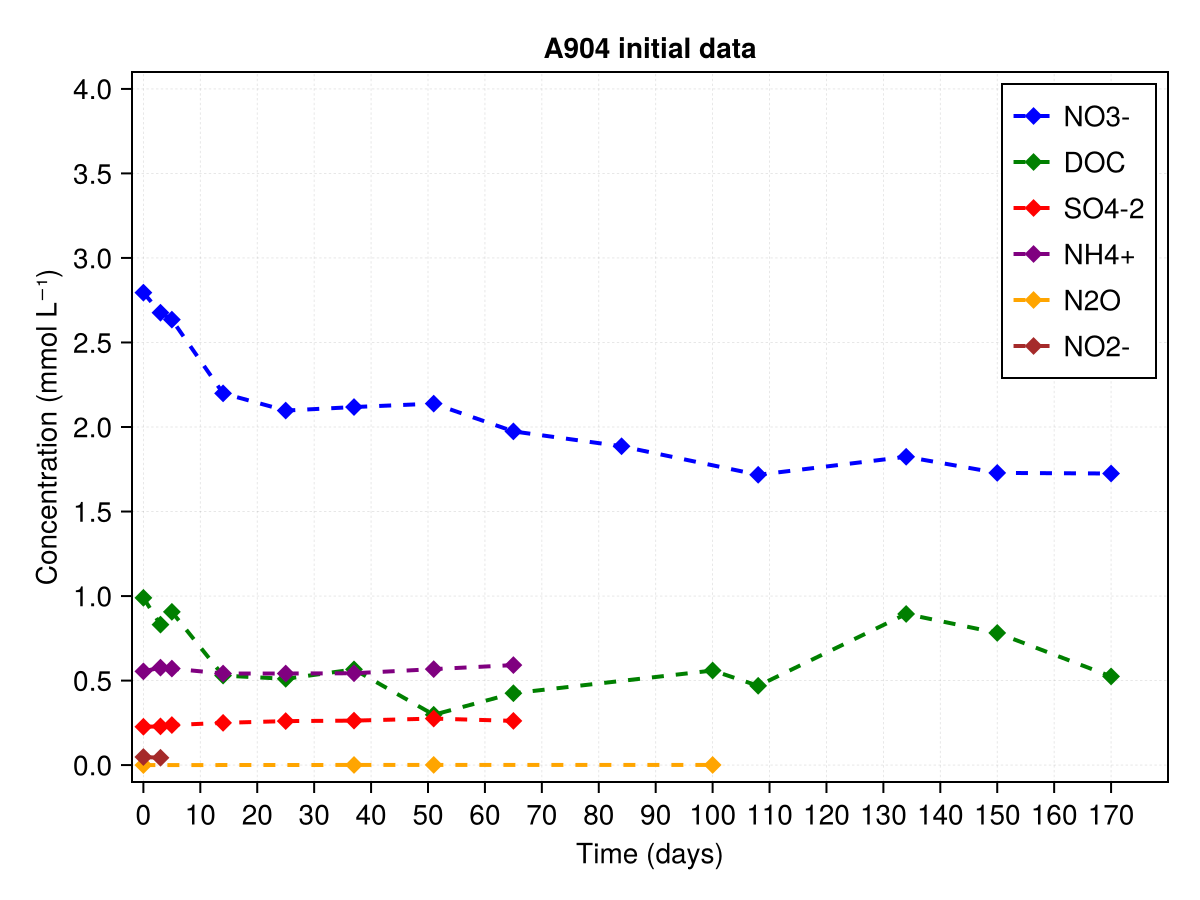 A904 initial data
4.0
3.5
3.0
2.5
2.0
1.5
1.0
0.5
0.0
Concentration (mmol L⁻¹)
NO3-
DOC
SO4-2
NH4+
N2O
NO2-
0 10 20 30 40 50 60 70 80 90 100 110 120 130 140 150 160 170
Time (days)